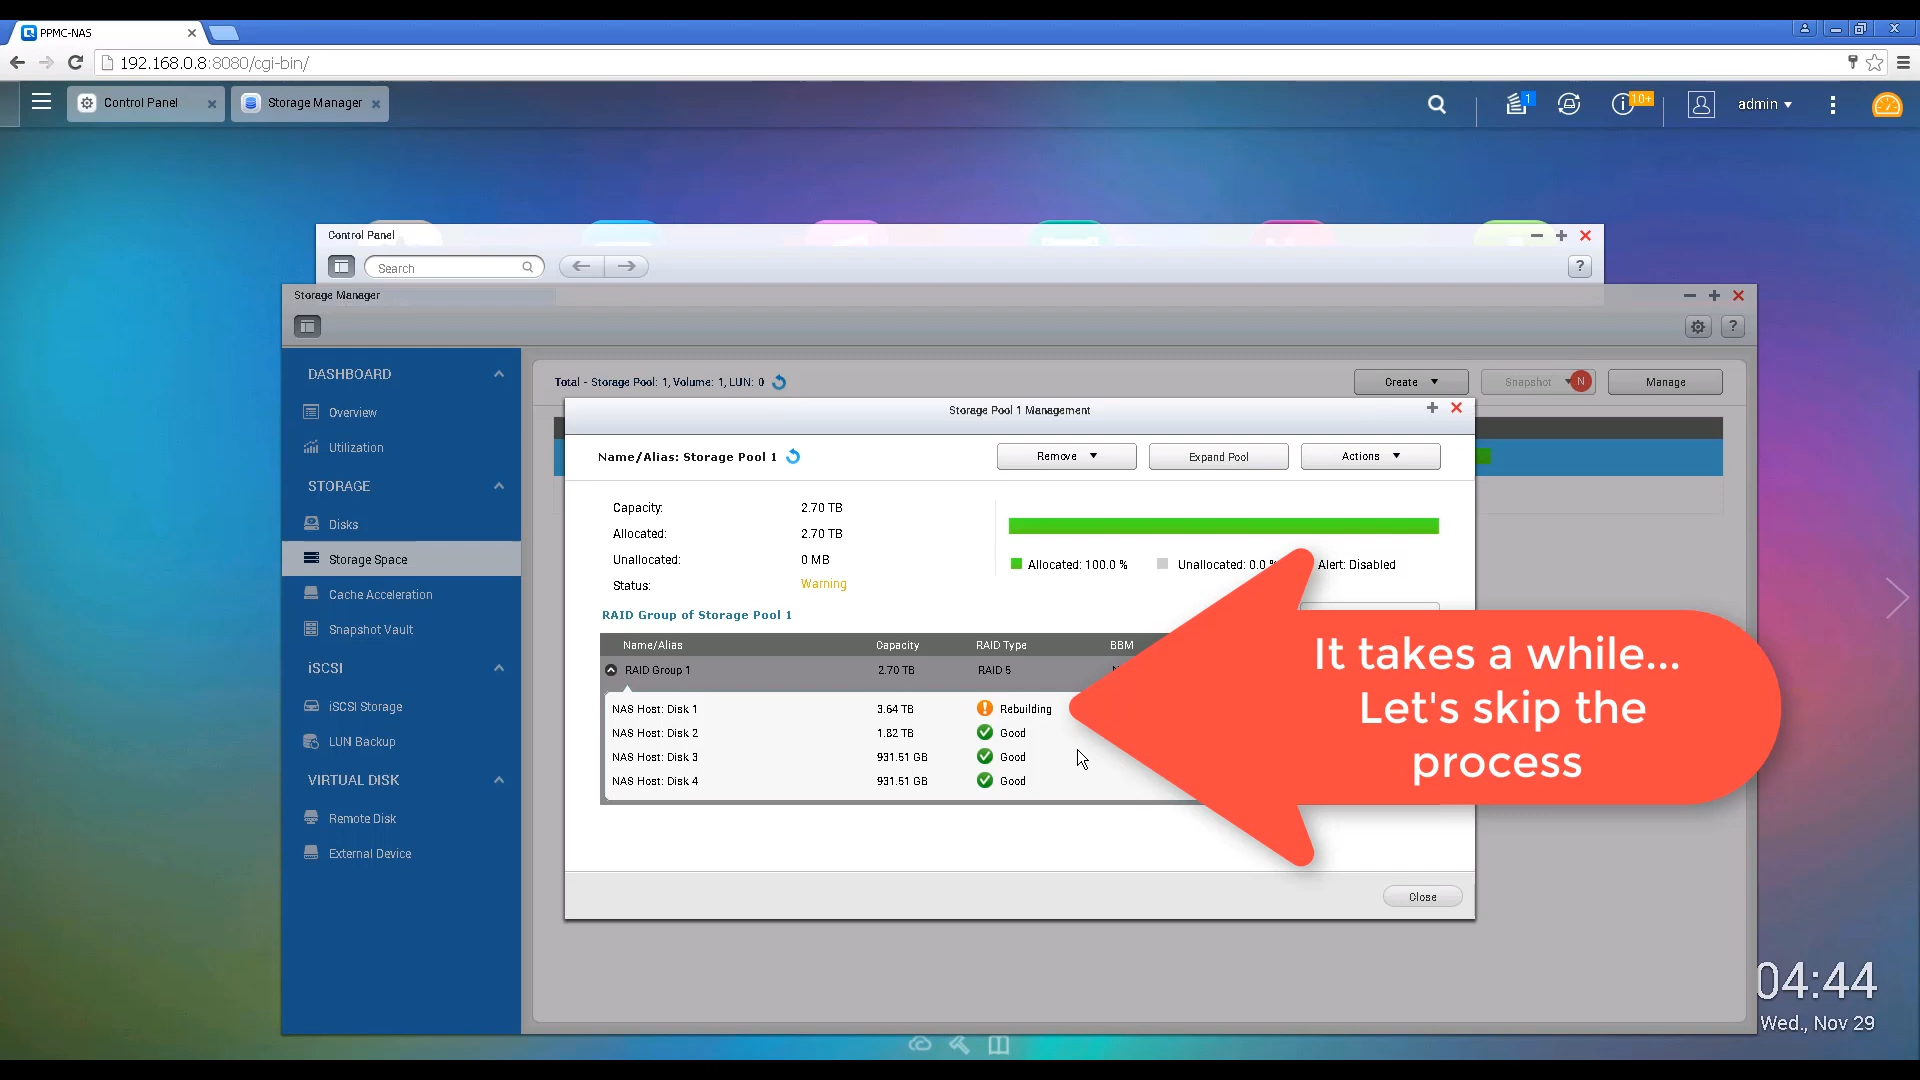 PPMC-NAS
192.168.0.8:8080/cgi-bin/
Control Panel
Storage Manager
1
10+
admin
Control Panel
Search
?
Storage Manager
?
DASHBOARD
Overview
Utilization
STORAGE
Disks
Storage Space
Cache Acceleration
Snapshot Vault
iSCSI
iSCSI Storage
LUN Backup
VIRTUAL DISK
Remote Disk
External Device
Total - Storage Pool: 1, Volume: 1, LUN: 0
Create
Snapshot
N
Manage
Storage Pool 1 Management
Name/Alias: Storage Pool 1
Remove
Expand Pool
Actions
Capacity: 2.70 TB
Allocated: 2.70 TB
Unallocated: 0 MB
Status: Warning
Allocated: 100.0 % Unallocated: 0.0 % Alert: Disabled
RAID Group of Storage Pool 1
Name/Alias Capacity RAID Type BBM
RAID Group 1 2.70 TB RAID 5
NAS Host: Disk 1 3.64 TB Rebuilding
NAS Host: Disk 2 1.82 TB Good
NAS Host: Disk 3 931.51 GB Good
NAS Host: Disk 4 931.51 GB Good
It takes a while...
Let's skip the
process
Close
04:44
Wed., Nov 29